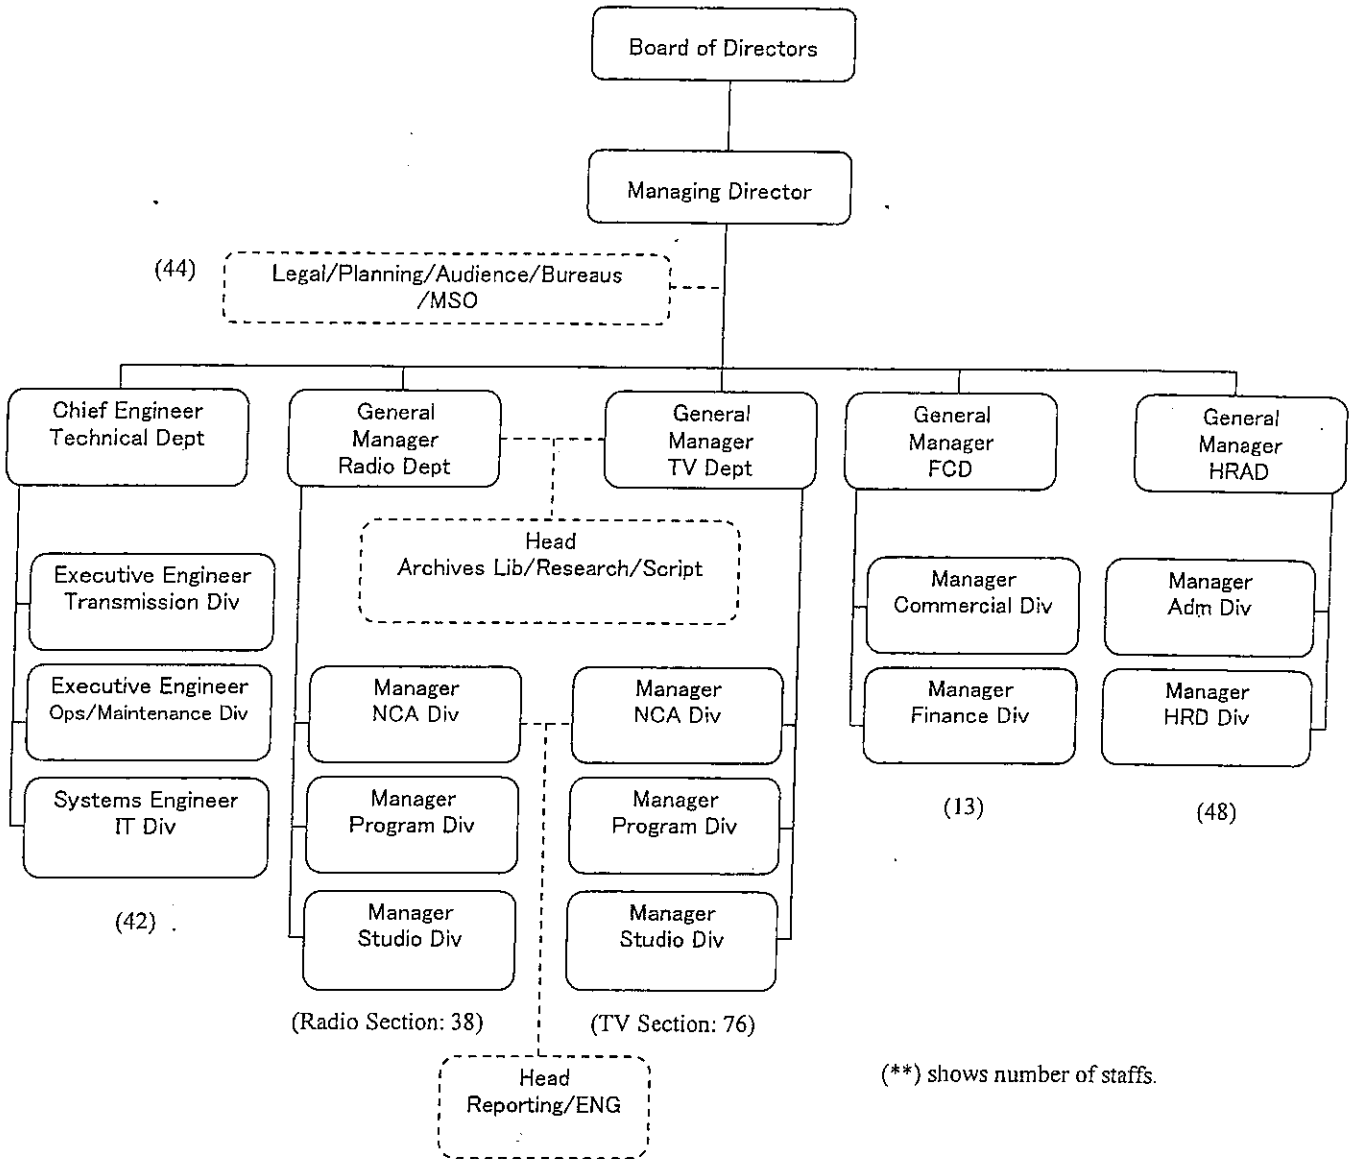 Board of Directors
Managing Director
(44)
Legal/Planning/Audience/Bureaus
/MSO
Chief Engineer
Technical Dept
General
Manager
Radio Dept
General
Manager
TV Dept
General
Manager
FCD
General
Manager
HRAD
Head
Archives Lib/Research/Script
Executive Engineer
Transmission Div
Executive Engineer
Ops/Maintenance Div
Systems Engineer
IT Div
(42)
Manager
NCA Div
Manager
Program Div
Manager
Studio Div
(Radio Section: 38)
Manager
NCA Div
Manager
Program Div
Manager
Studio Div
(TV Section: 76)
Manager
Commercial Div
Manager
Finance Div
(13)
Manager
Adm Div
Manager
HRD Div
(48)
Head
Reporting/ENG
(**) shows number of staffs.